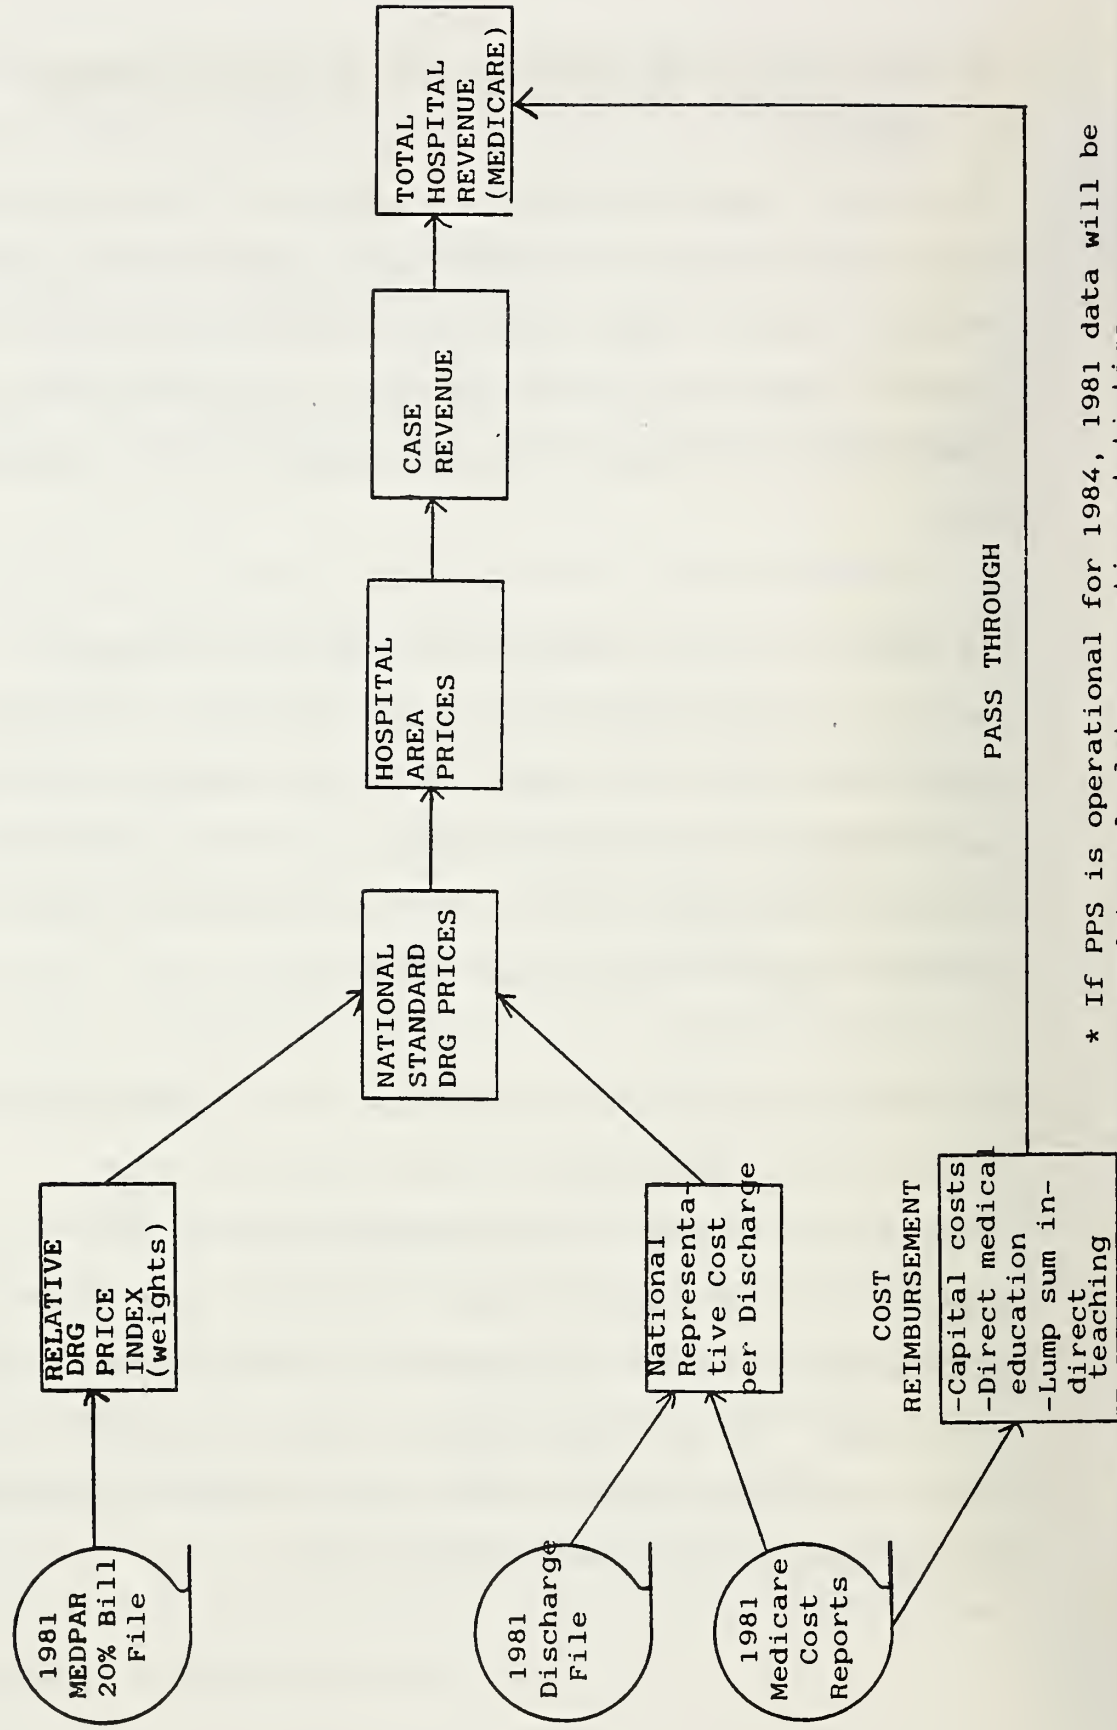 1981
MEDPAR
20% Bill
File
RELATIVE
DRG
PRICE
INDEX
(weights)
1981
Discharge
File
1981
Medicare
Cost
Reports
National
Representa-
tive Cost
per Discharge
NATIONAL
STANDARD
DRG PRICES
HOSPITAL
AREA
PRICES
CASE
REVENUE
TOTAL
HOSPITAL
REVENUE
(MEDICARE)
COST
REIMBURSEMENT
-Capital costs
-Direct medical
education
-Lump sum in-
direct
teaching
PASS THROUGH
* If PPS is operational for 1984, 1981 data will be